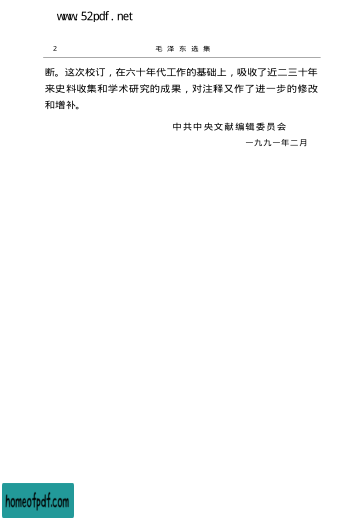 www.52pdf.net
2 毛泽东选集
断。这次校订，在六十年代工作的基础上，吸收了近二三十年
来史料收集和学术研究的成果，对注释又作了进一步的修改
和增补。
中共中央文献编辑委员会
一九九一年二月
homeofpdf.com